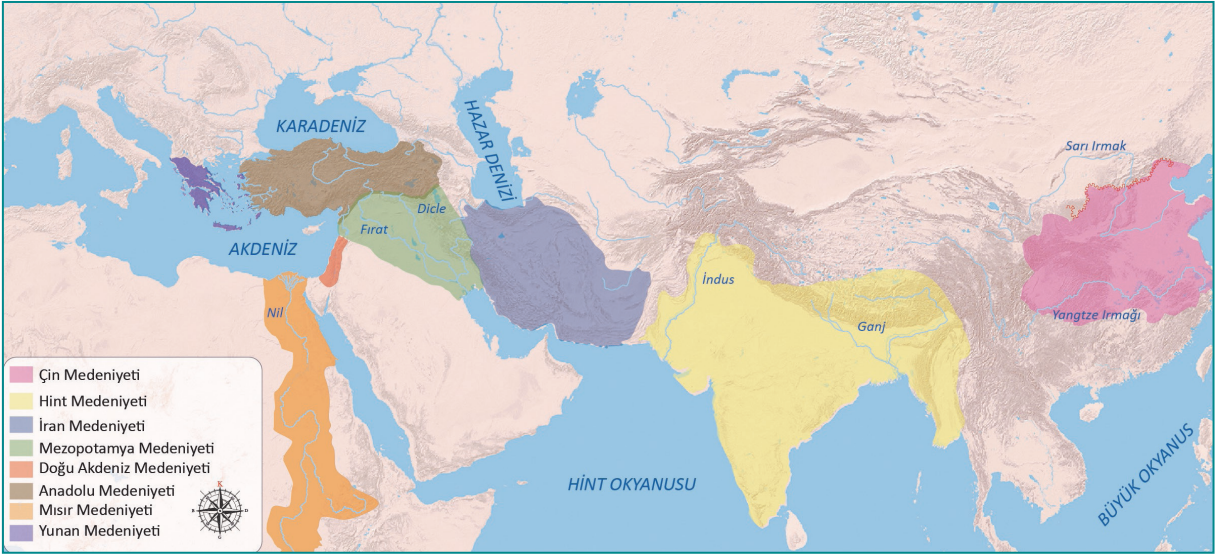 KARADENİZ
HAZAR DENİZİ
Sarı Irmak
Dicle
Fırat
AKDENİZ
İndus
Nil
Yangtze Irmağı
Ganj
Çin Medeniyeti
Hint Medeniyeti
İran Medeniyeti
Mezopotamya Medeniyeti
Doğu Akdeniz Medeniyeti
Anadolu Medeniyeti
Mısır Medeniyeti
Yunan Medeniyeti
K
B
D
G
HİNT OKYANUSU
BÜYÜK OKYANUS